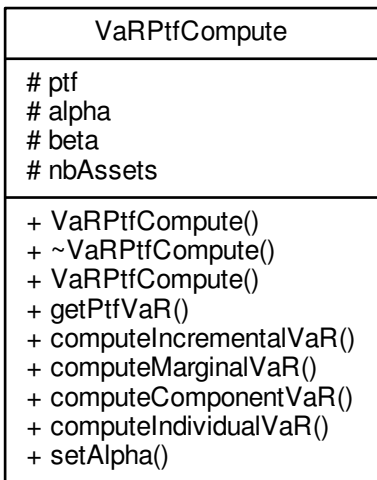 VaRPtfCompute
# ptf
# alpha
# beta
# nbAssets
+ VaRPtfCompute()
+ ~VaRPtfCompute()
+ VaRPtfCompute()
+ getPtfVaR()
+ computeIncrementalVaR()
+ computeMarginalVaR()
+ computeComponentVaR()
+ computeIndividualVaR()
+ setAlpha()